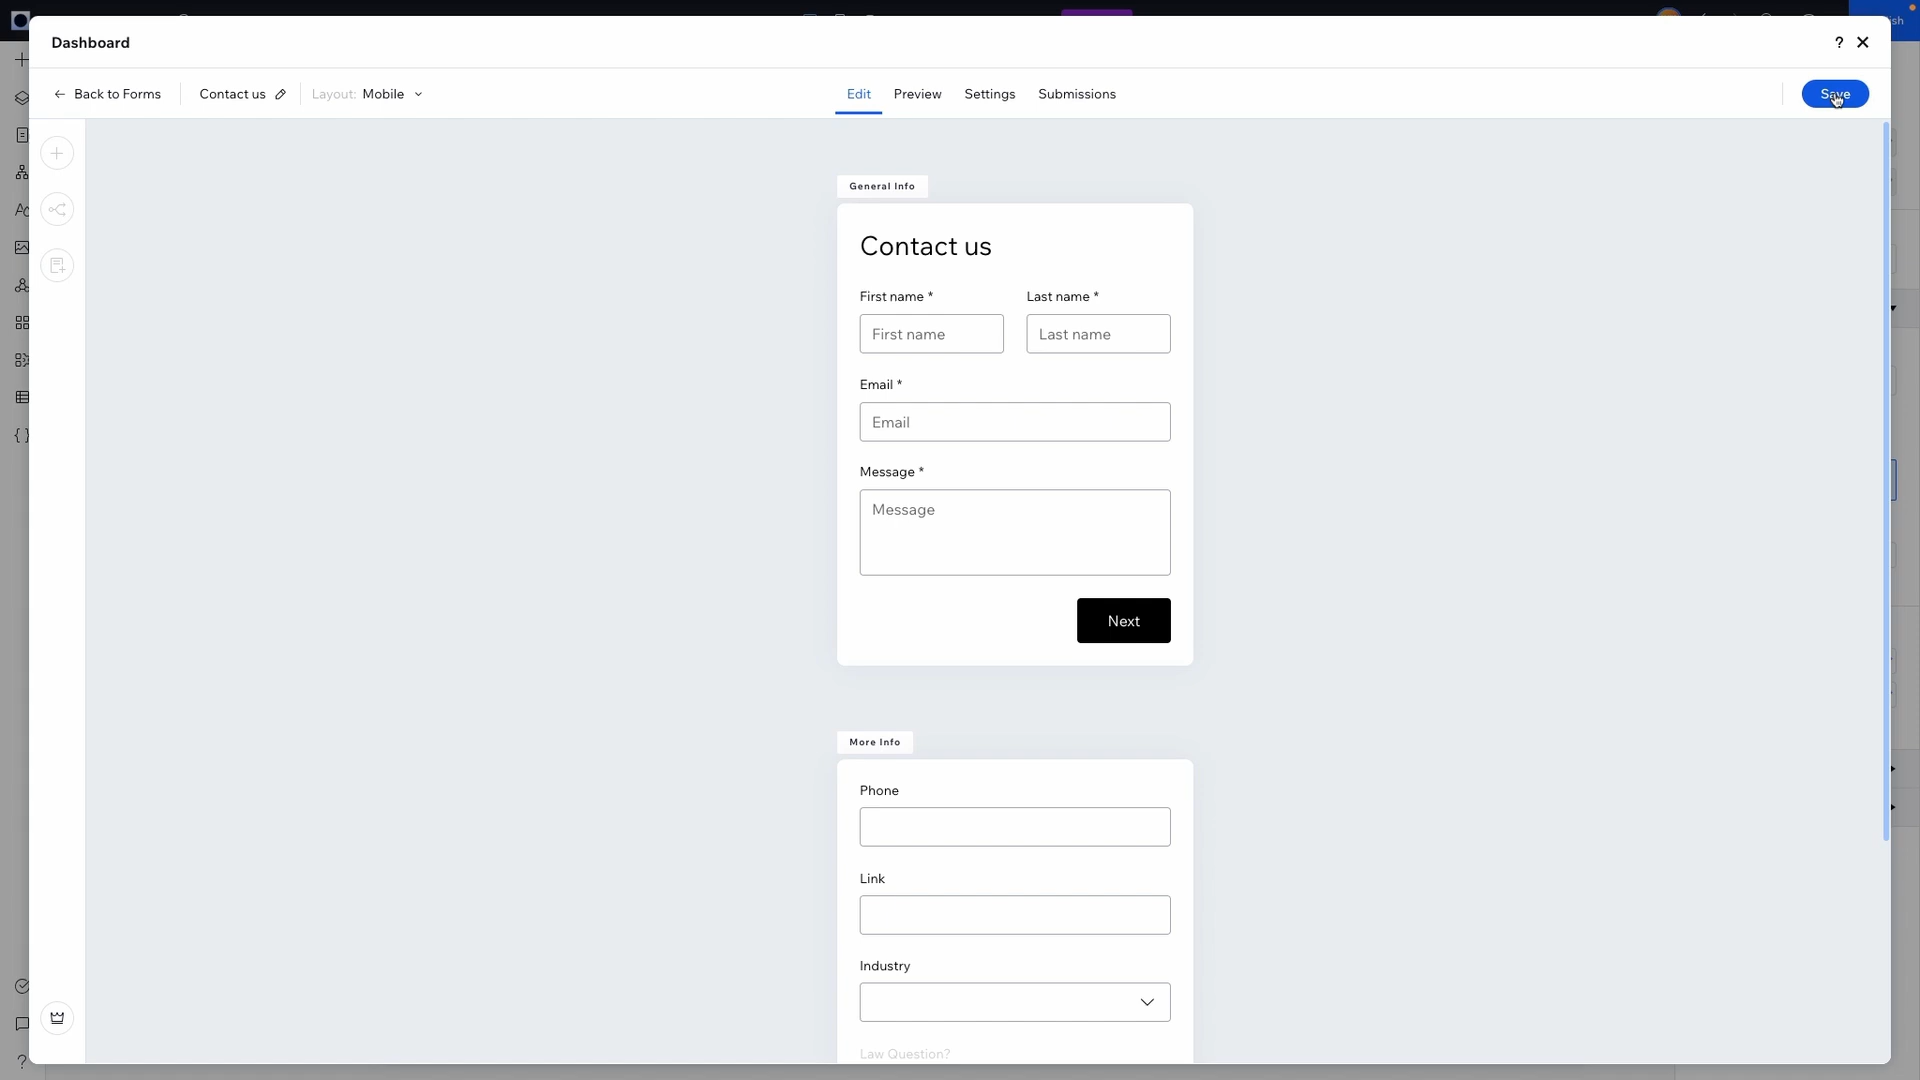 Dashboard
?
Back to Forms
Contact us
Layout: Mobile
Edit
Preview
Settings
Submissions
Save
General Info
Contact us
First name * Last name *
First name Last name
Email *
Email
Message *
Message
Next
More Info
Phone
Link
Industry
Law Question?